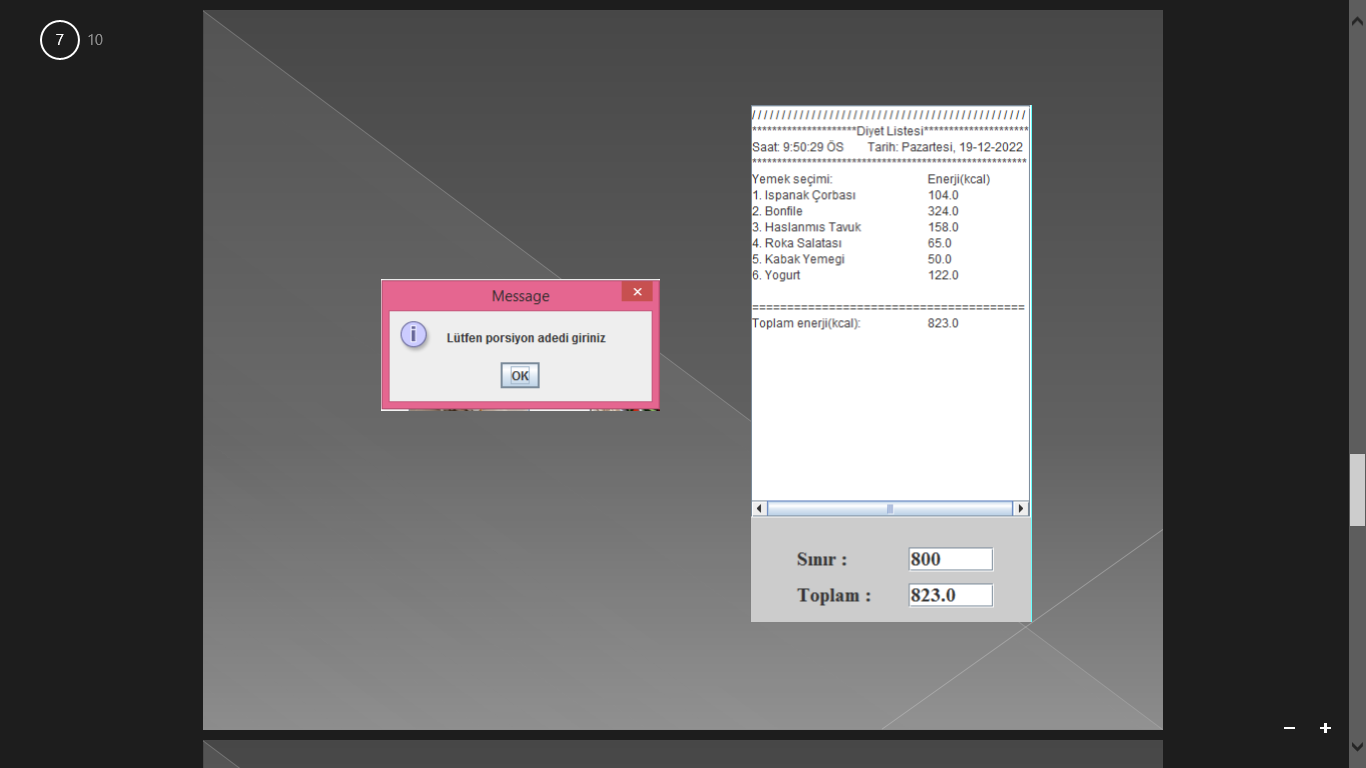 7 10
Message
Lütfen porsiyon adedi giriniz
OK
//////////////////////////////////////////////
*********************Diyet Listesi*********************
Saat: 9:50:29 ÖS Tarih: Pazartesi, 19-12-2022
*******************************************************
Yemek seçimi: Enerji(kcal)
1. Ispanak Çorbası 104.0
2. Bonfile 324.0
3. Haslanmıs Tavuk 158.0
4. Roka Salatası 65.0
5. Kabak Yemegi 50.0
6. Yogurt 122.0
=======================================
Toplam enerji(kcal): 823.0
Sınır : 800
Toplam : 823.0